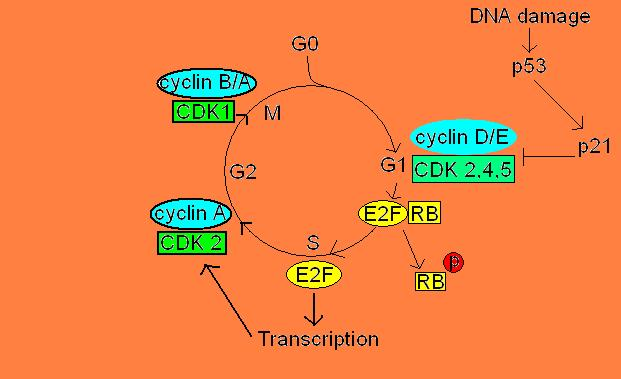 DNA damage
G0
p53
cyclin B/A
CDK1
M
cyclin D/E
p21
G1
CDK 2,4,5
G2
cyclin A
E2F
RB
CDK 2
S
E2F
p
RB
Transcription